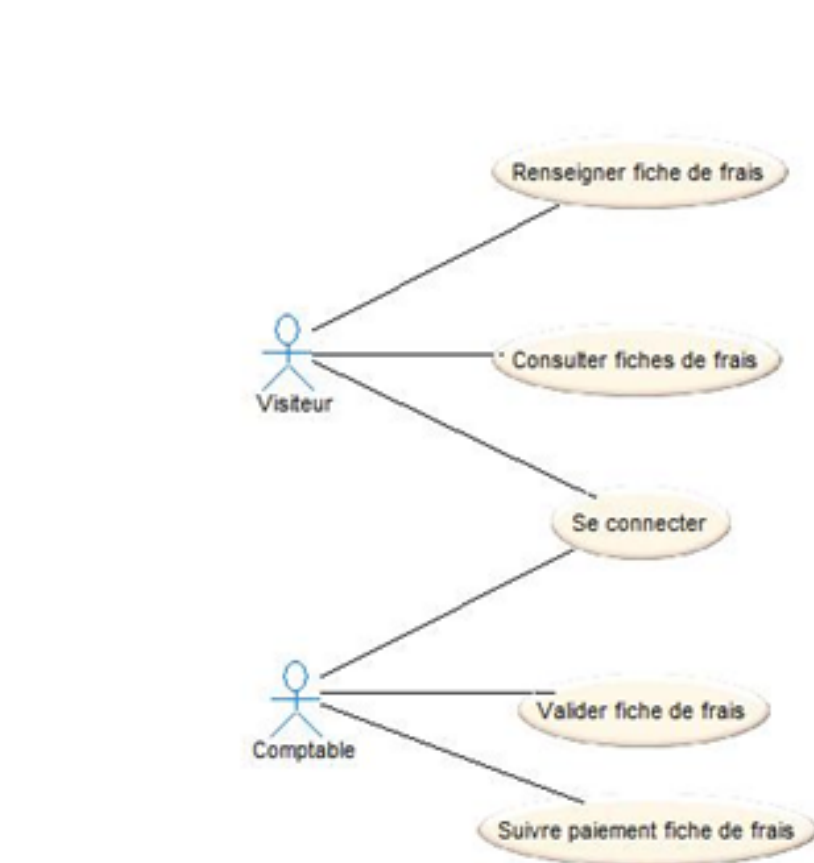 Renseigner fiche de frais
Consulter fiches de frais
Visiteur
Se connecter
Valider fiche de frais
Comptable
Suivre paiement fiche de frais